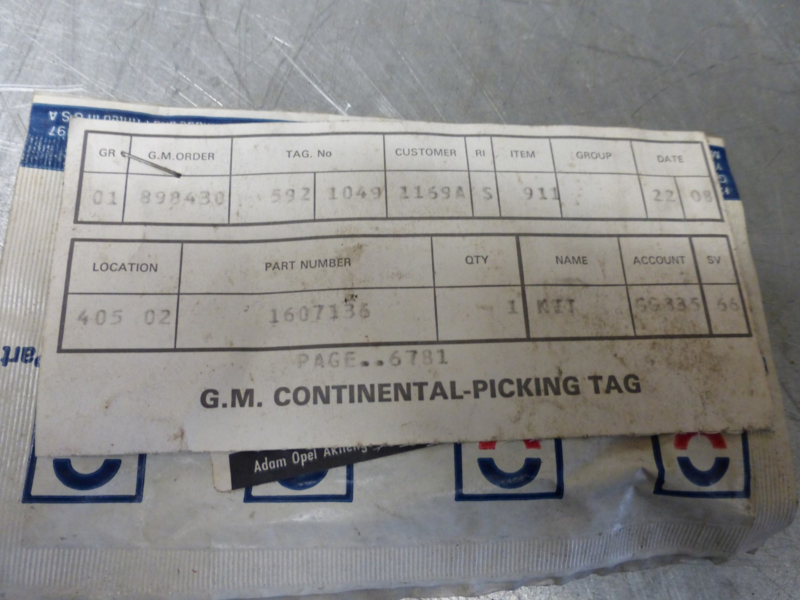 GR G.M.ORDER TAG. No CUSTOMER RI ITEM GROUP DATE
01 898430 592 1049 1169A S 911 22 08
LOCATION PART NUMBER QTY NAME ACCOUNT SV
405 02 1607136 1 KIT 66
PAGE..6781
G.M. CONTINENTAL-PICKING TAG
Adam Opel